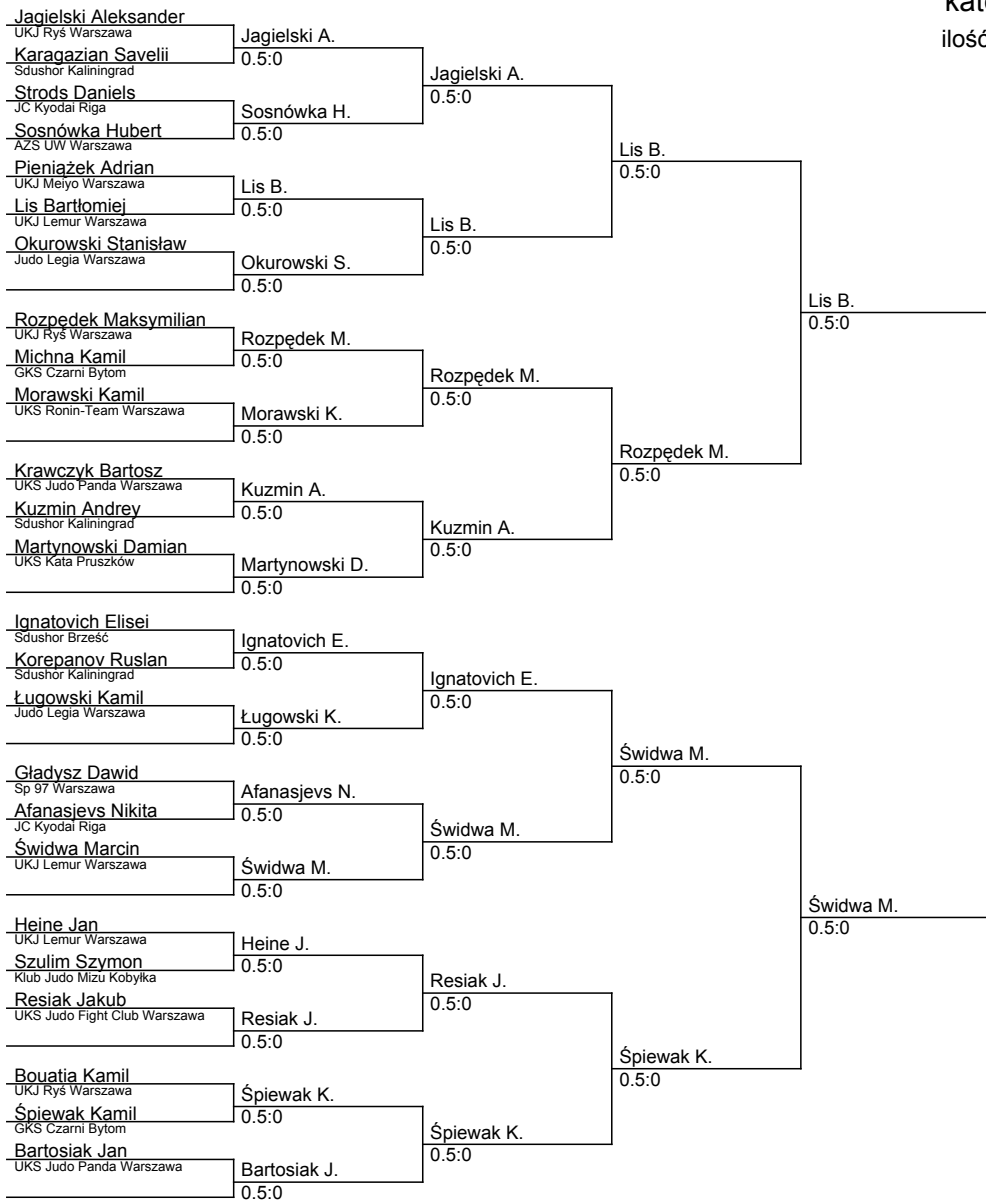 kat
ilość
Jagielski Aleksander
UKJ Ryś Warszawa
Karagazian Savelii
Sdushor Kaliningrad
Strods Daniels
JC Kyodai Riga
Sosnówka Hubert
AZS UW Warszawa
Pieniążek Adrian
UKJ Meiyo Warszawa
Lis Bartłomiej
UKJ Lemur Warszawa
Okurowski Stanisław
Judo Legia Warszawa
Rozpędek Maksymilian
UKJ Ryś Warszawa
Michna Kamil
GKS Czarni Bytom
Morawski Kamil
UKS Ronin-Team Warszawa
Krawczyk Bartosz
UKS Judo Panda Warszawa
Kuzmin Andrey
Sdushor Kaliningrad
Martynowski Damian
UKS Kata Pruszków
Ignatovich Elisei
Sdushor Brześć
Korepanov Ruslan
Sdushor Kaliningrad
Ługowski Kamil
Judo Legia Warszawa
Gładysz Dawid
Sp 97 Warszawa
Afanasjevs Nikita
JC Kyodai Riga
Świdwa Marcin
UKJ Lemur Warszawa
Heine Jan
UKJ Lemur Warszawa
Szulim Szymon
Klub Judo Mizu Kobyłka
Resiak Jakub
UKS Judo Fight Club Warszawa
Bouatia Kamil
UKJ Ryś Warszawa
Śpiewak Kamil
GKS Czarni Bytom
Bartosiak Jan
UKS Judo Panda Warszawa
Jagielski A.
0.5:0
Sosnówka H.
0.5:0
Lis B.
0.5:0
Okurowski S.
0.5:0
Rozpędek M.
0.5:0
Morawski K.
0.5:0
Kuzmin A.
0.5:0
Martynowski D.
0.5:0
Ignatovich E.
0.5:0
Ługowski K.
0.5:0
Afanasjevs N.
0.5:0
Świdwa M.
0.5:0
Heine J.
0.5:0
Resiak J.
0.5:0
Śpiewak K.
0.5:0
Bartosiak J.
0.5:0
Jagielski A.
0.5:0
Lis B.
0.5:0
Rozpędek M.
0.5:0
Kuzmin A.
0.5:0
Ignatovich E.
0.5:0
Świdwa M.
0.5:0
Resiak J.
0.5:0
Śpiewak K.
0.5:0
Lis B.
0.5:0
Rozpędek M.
0.5:0
Świdwa M.
0.5:0
Śpiewak K.
0.5:0
Lis B.
0.5:0
Świdwa M.
0.5:0